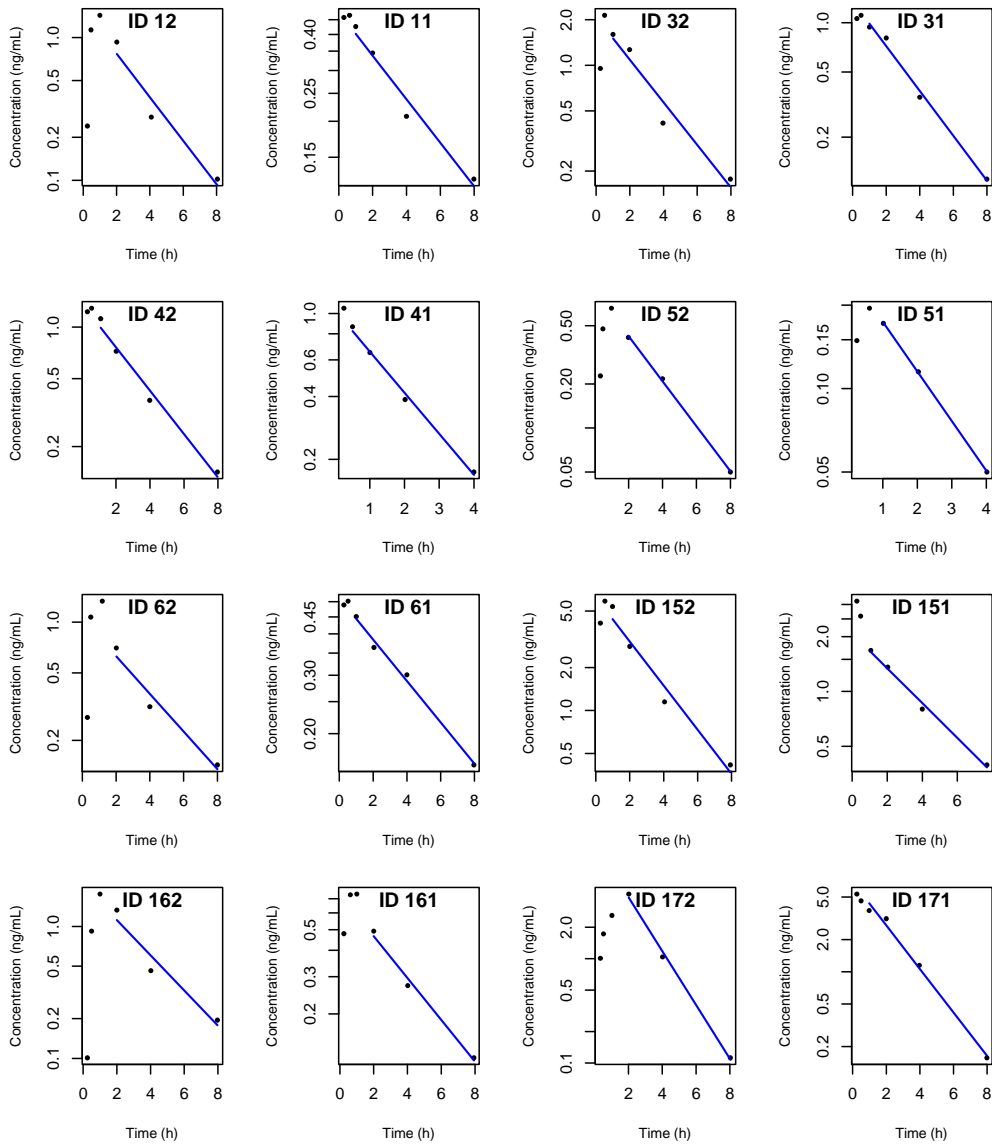 ID 12
Concentration (ng/mL)
0.1 0.2 0.5 1.0
0 2 4 6 8
Time (h)
ID 11
Concentration (ng/mL)
0.15 0.25 0.40
0 2 4 6 8
Time (h)
ID 32
Concentration (ng/mL)
0.2 0.5 1.0 2.0
0 2 4 6 8
Time (h)
ID 31
Concentration (ng/mL)
0.2 0.5 1.0
0 2 4 6 8
Time (h)
ID 42
Concentration (ng/mL)
0.2 0.5 1.0
2 4 6 8
Time (h)
ID 41
Concentration (ng/mL)
0.2 0.4 0.6 1.0
1 2 3 4
Time (h)
ID 52
Concentration (ng/mL)
0.05 0.20 0.50
2 4 6 8
Time (h)
ID 51
Concentration (ng/mL)
0.05 0.10 0.15
1 2 3 4
Time (h)
ID 62
Concentration (ng/mL)
0.2 0.5 1.0
0 2 4 6 8
Time (h)
ID 61
Concentration (ng/mL)
0.20 0.30 0.45
0 2 4 6 8
Time (h)
ID 152
Concentration (ng/mL)
0.5 1.0 2.0 5.0
0 2 4 6 8
Time (h)
ID 151
Concentration (ng/mL)
0.5 1.0 2.0
0 2 4 6
Time (h)
ID 162
Concentration (ng/mL)
0.1 0.2 0.5 1.0
0 2 4 6 8
Time (h)
ID 161
Concentration (ng/mL)
0.2 0.3 0.5
0 2 4 6 8
Time (h)
ID 172
Concentration (ng/mL)
0.1 0.5 2.0
0 2 4 6 8
Time (h)
ID 171
Concentration (ng/mL)
0.2 0.5 1.0 2.0 5.0
0 2 4 6 8
Time (h)